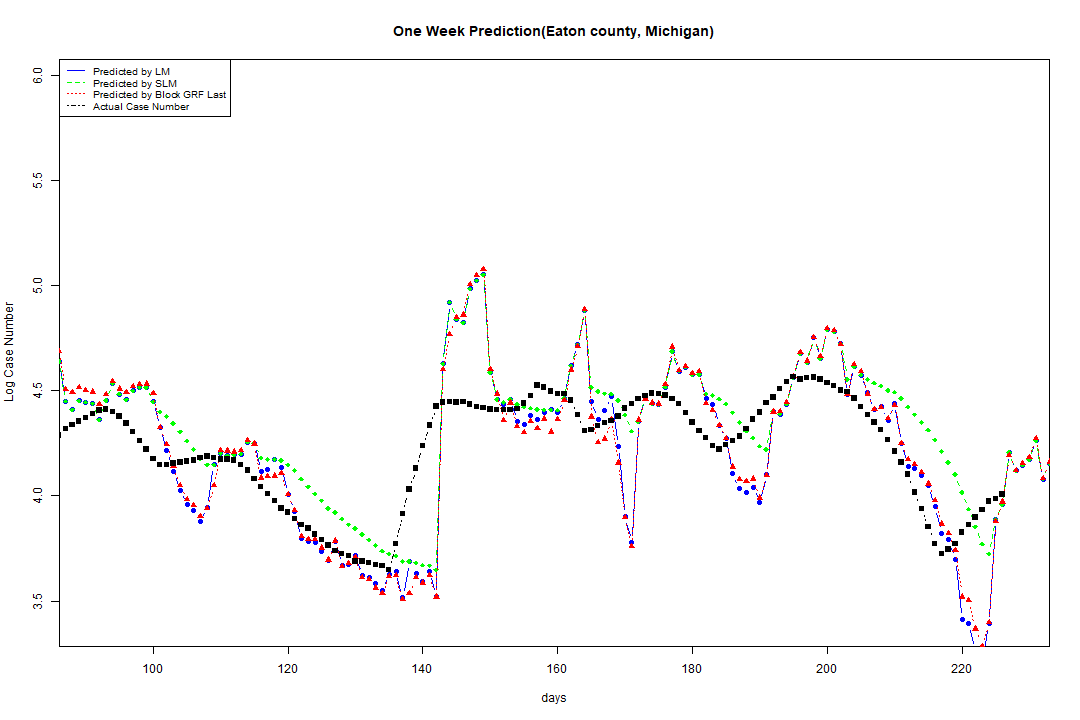 One Week Prediction(Eaton county, Michigan)
Predicted by LM
Predicted by SLM
Predicted by Block GRF Last
Actual Case Number
6.0
5.5
5.0
4.5
4.0
3.5
Log Case Number
100 120 140 160 180 200 220
days